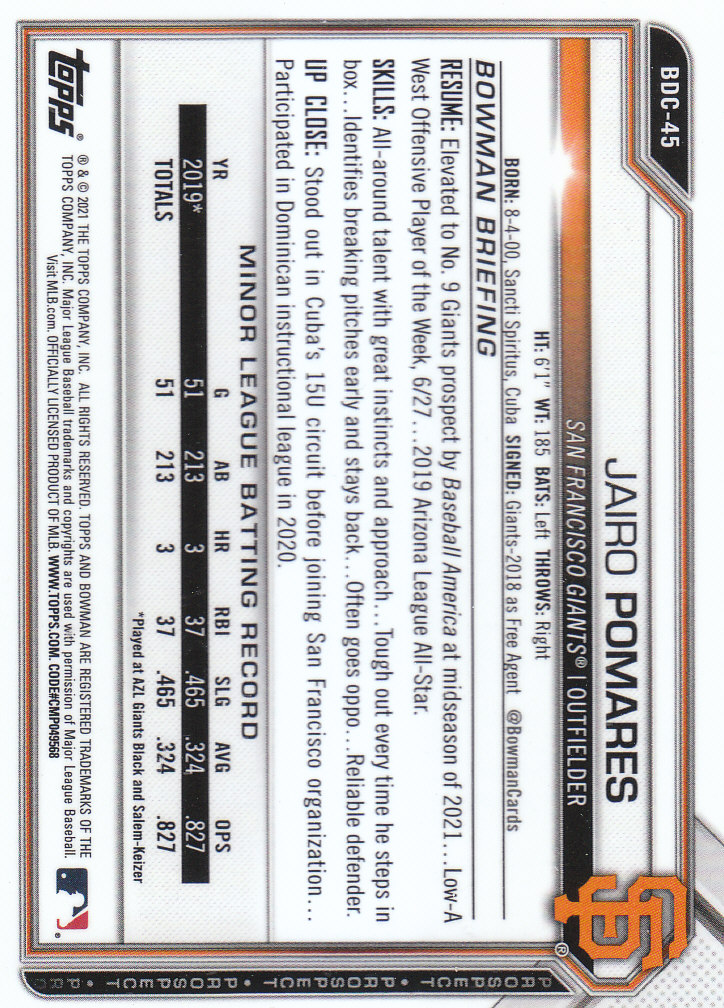 BDC-45
JAIRO POMARES
SAN FRANCISCO GIANTS® | OUTFIELDER
HT: 6'1" WT: 185 BATS: Left THROWS: Right
BORN: 8-4-00, Sancti Spiritus, Cuba SIGNED: Giants-2018 as Free Agent @BowmanCards
BOWMAN BRIEFING
RESUME: Elevated to No. 9 Giants prospect by Baseball America at midseason of 2021...Low-A
West Offensive Player of the Week, 6/27...2019 Arizona League All-Star.
SKILLS: All-around talent with great instincts and approach...Tough out every time he steps in
box...Identifies breaking pitches early and stays back...Often goes oppo...Reliable defender.
UP CLOSE: Stood out in Cuba's 15U circuit before joining San Francisco organization...
Participated in Dominican instructional league in 2020.
MINOR LEAGUE BATTING RECORD
YR G AB HR RBI SLG AVG OPS
2019* 51 213 3 37 .465 .324 .827
TOTALS 51 213 3 37 .465 .324 .827
*Played at AZL Giants Black and Salem-Keizer
topps®
® & © 2021 THE TOPPS COMPANY, INC. ALL RIGHTS RESERVED. TOPPS AND BOWMAN ARE REGISTERED TRADEMARKS OF THE
TOPPS COMPANY, INC. Major League Baseball trademarks and copyrights are used with permission of Major League Baseball.
Visit MLB.com. OFFICIALLY LICENSED PRODUCT OF MLB. WWW.TOPPS.COM. CODE#CMP049568
SF®
PROSPECT • PROSPECT • PROSPECT • PR